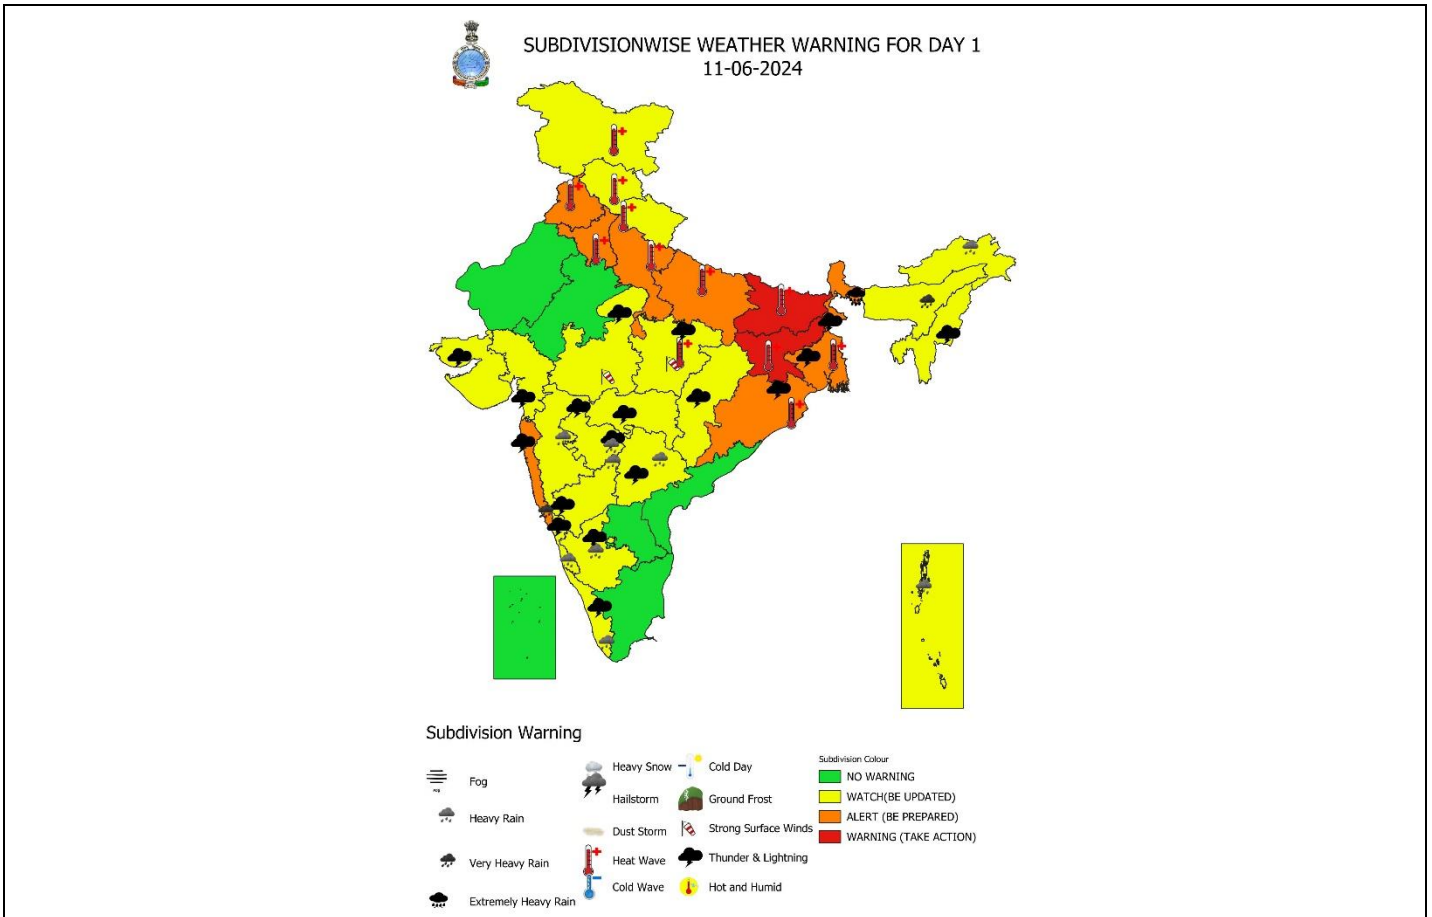 SUBDIVISIONWISE WEATHER WARNING FOR DAY 1
11-06-2024
Subdivision Warning
Fog
Heavy Rain
Very Heavy Rain
Extremely Heavy Rain
Heavy Snow
Hailstorm
Dust Storm
Heat Wave
Cold Wave
Cold Day
Ground Frost
Strong Surface Winds
Thunder & Lightning
Hot and Humid
Subdivision Colour
NO WARNING
WATCH(BE UPDATED)
ALERT (BE PREPARED)
WARNING (TAKE ACTION)